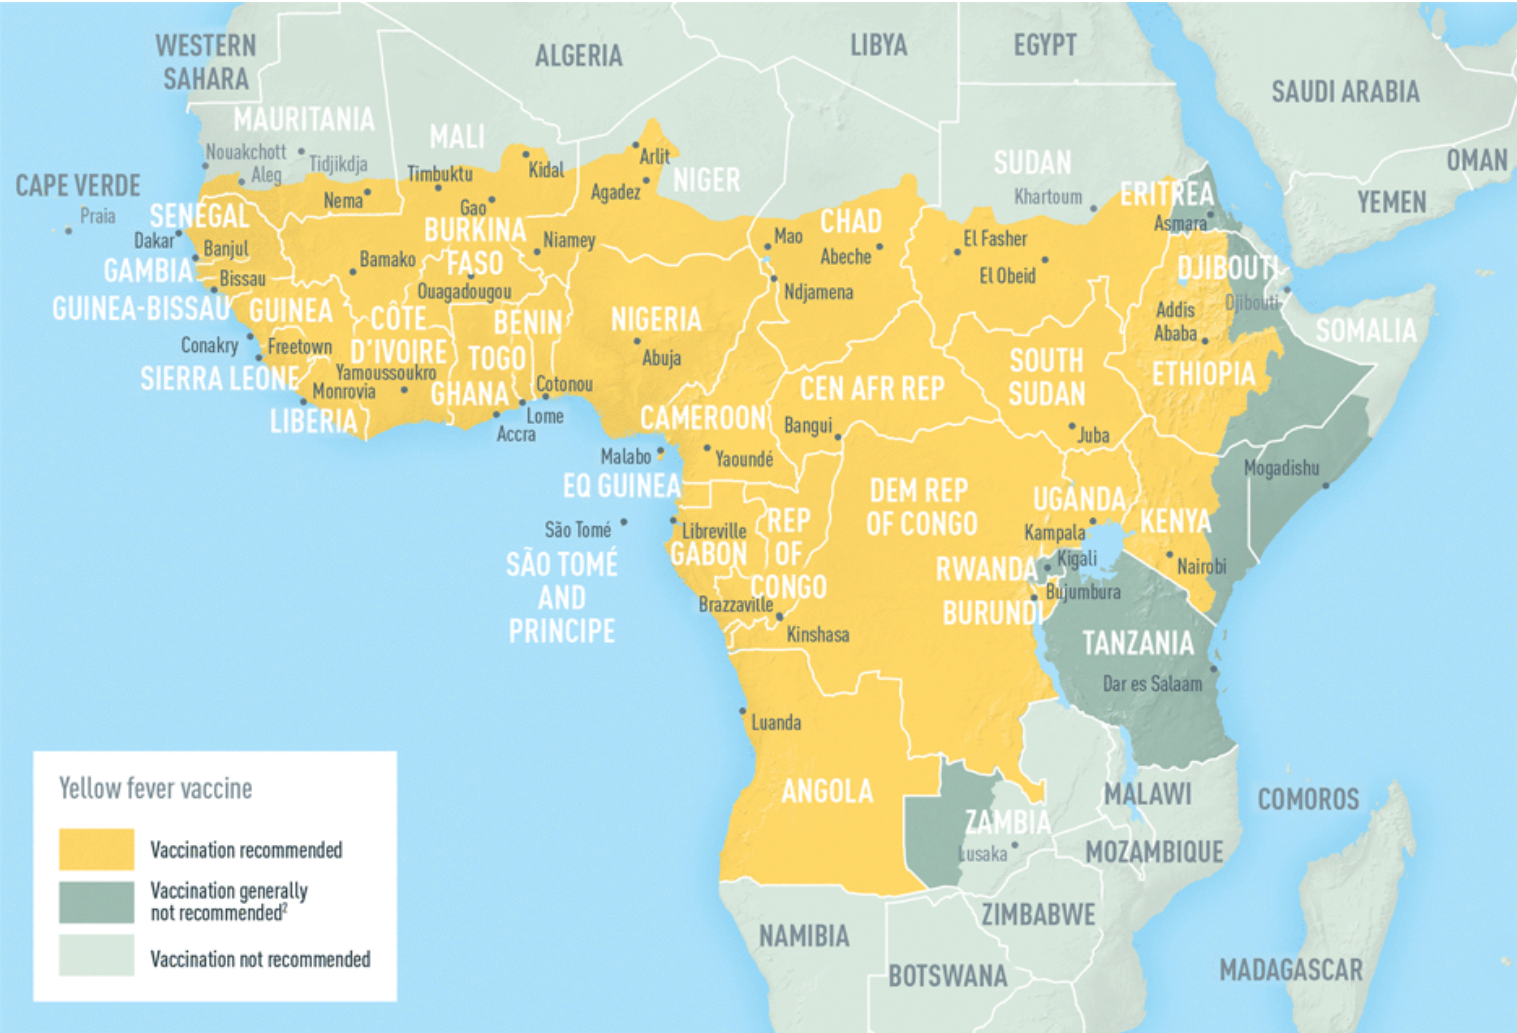 WESTERN
SAHARA
ALGERIA
LIBYA
EGYPT
SAUDI ARABIA
MAURITANIA
MALI
NIGER
SUDAN
OMAN
YEMEN
ERITREA
Nouakchott
Tidjikdja
Aleg
Nema
Timbuktu
Kidal
Arlit
Agadez
Gao
Khartoum
Asmara
CAPE VERDE
Praia
SENEGAL
Dakar
Banjul
GAMBIA
Bissau
GUINEA-BISSAU
GUINEA
Bamako
BURKINA
FASO
Ouagadougou
Niamey
CHAD
Mao
Abeche
Ndjamena
El Fasher
El Obeid
DJIBOUTI
Djibouti
Addis
Ababa
SOMALIA
Conakry
Freetown
SIERRA LEONE
Monrovia
LIBERIA
CÔTE
D'IVOIRE
Yamoussoukro
GHANA
TOGO
BENIN
Cotonou
Lome
Accra
NIGERIA
Abuja
CAMEROON
Yaoundé
CEN AFR REP
Bangui
SOUTH
SUDAN
Juba
ETHIOPIA
Mogadishu
Malabo
EQ GUINEA
São Tomé
SÃO TOMÉ
AND
PRINCIPE
Libreville
GABON
REP
OF
CONGO
Brazzaville
Kinshasa
DEM REP
OF CONGO
UGANDA
Kampala
KENYA
Nairobi
RWANDA
Kigali
Bujumbura
BURUNDI
TANZANIA
Dar es Salaam
Luanda
ANGOLA
ZAMBIA
Lusaka
MALAWI
MOZAMBIQUE
COMOROS
ZIMBABWE
NAMIBIA
BOTSWANA
MADAGASCAR
Yellow fever vaccine
Vaccination recommended
Vaccination generally
not recommended²
Vaccination not recommended